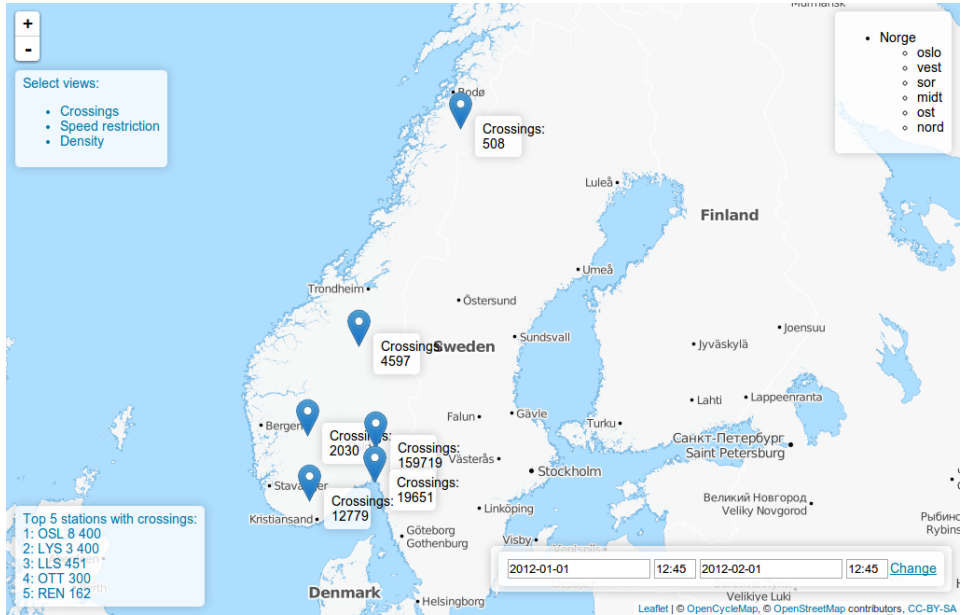 +
-
Select views:
Crossings
Speed restriction
Density
Norge
oslo
vest
sor
midt
ost
nord
Bodø
Crossings:
508
Luleå
Finland
Umeå
Trondheim
Östersund
Sundsvall
Joensuu
Jyväskylä
Crossings:
4597
Sweden
Lahti
Lappeenranta
Falun
Gävle
Turku
Bergen
Crossings:
2030
Crossings:
159719
Västerås
Санкт-Петербург
Saint Petersburg
Stockholm
Crossings:
19651
Crossings:
12779
Великий Новгород
Veliky Novgorod
Linköping
Kristiansand
Göteborg
Gothenburg
Visby
Top 5 stations with crossings:
1: OSL 8 400
2: LYS 3 400
3: LLS 451
4: OTT 300
5: REN 162
2012-01-01 12:45 2012-02-01 12:45 Change
Великие Луки
Velikiye Luki
Denmark
Helsingborg
Leaflet | © OpenCycleMap, © OpenStreetMap contributors, CC-BY-SA